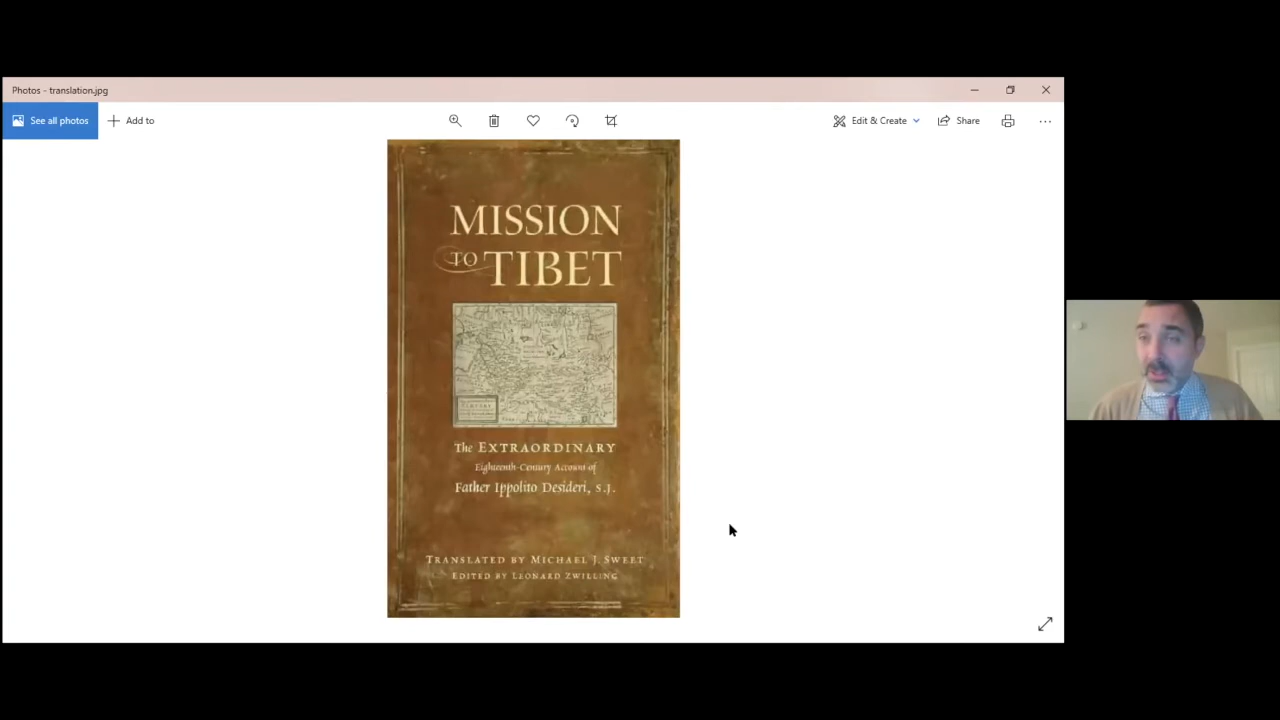 Photos - translation.jpg
See all photos
Add to
Edit & Create
Share
MISSION
TO TIBET
The EXTRAORDINARY
Eighteenth-Century Account of
Father Ippolito Desideri, S.J.
TRANSLATED BY MICHAEL J. SWEET
EDITED BY LEONARD ZWILLING